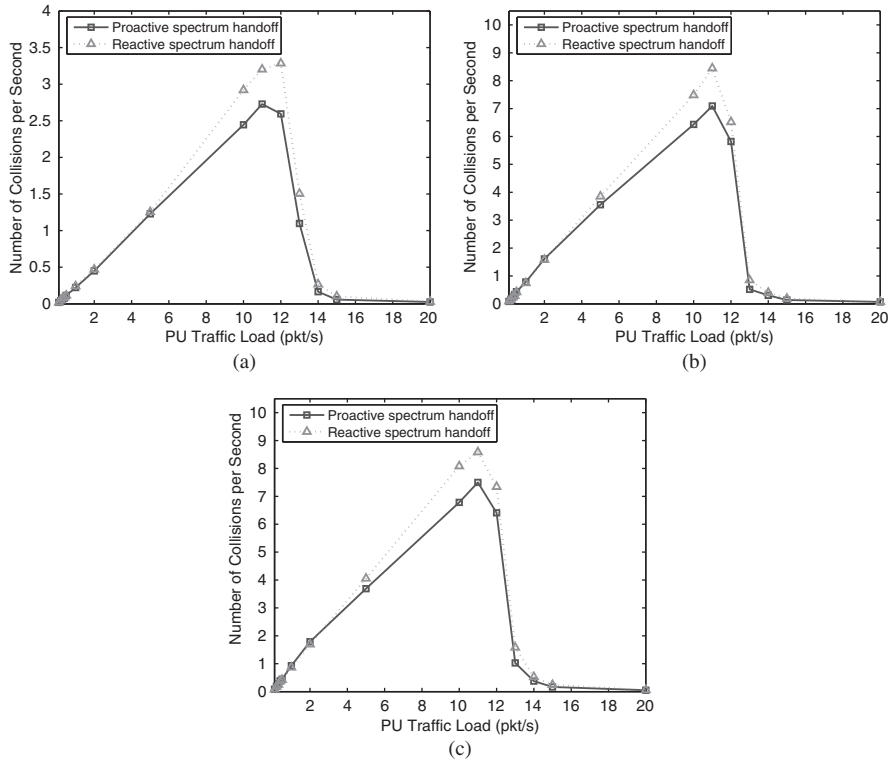 4
3.5
3
2.5
2
1.5
1
0.5
0
Number of Collisions per Second
Proactive spectrum handoff
Reactive spectrum handoff
2 4 6 8 10 12 14 16 18 20
PU Traffic Load (pkt/s)
(a)
10
9
8
7
6
5
4
3
2
1
0
Number of Collisions per Second
Proactive spectrum handoff
Reactive spectrum handoff
2 4 6 8 10 12 14 16 18 20
PU Traffic Load (pkt/s)
(b)
10
9
8
7
6
5
4
3
2
1
0
Number of Collisions per Second
Proactive spectrum handoff
Reactive spectrum handoff
2 4 6 8 10 12 14 16 18 20
PU Traffic Load (pkt/s)
(c)